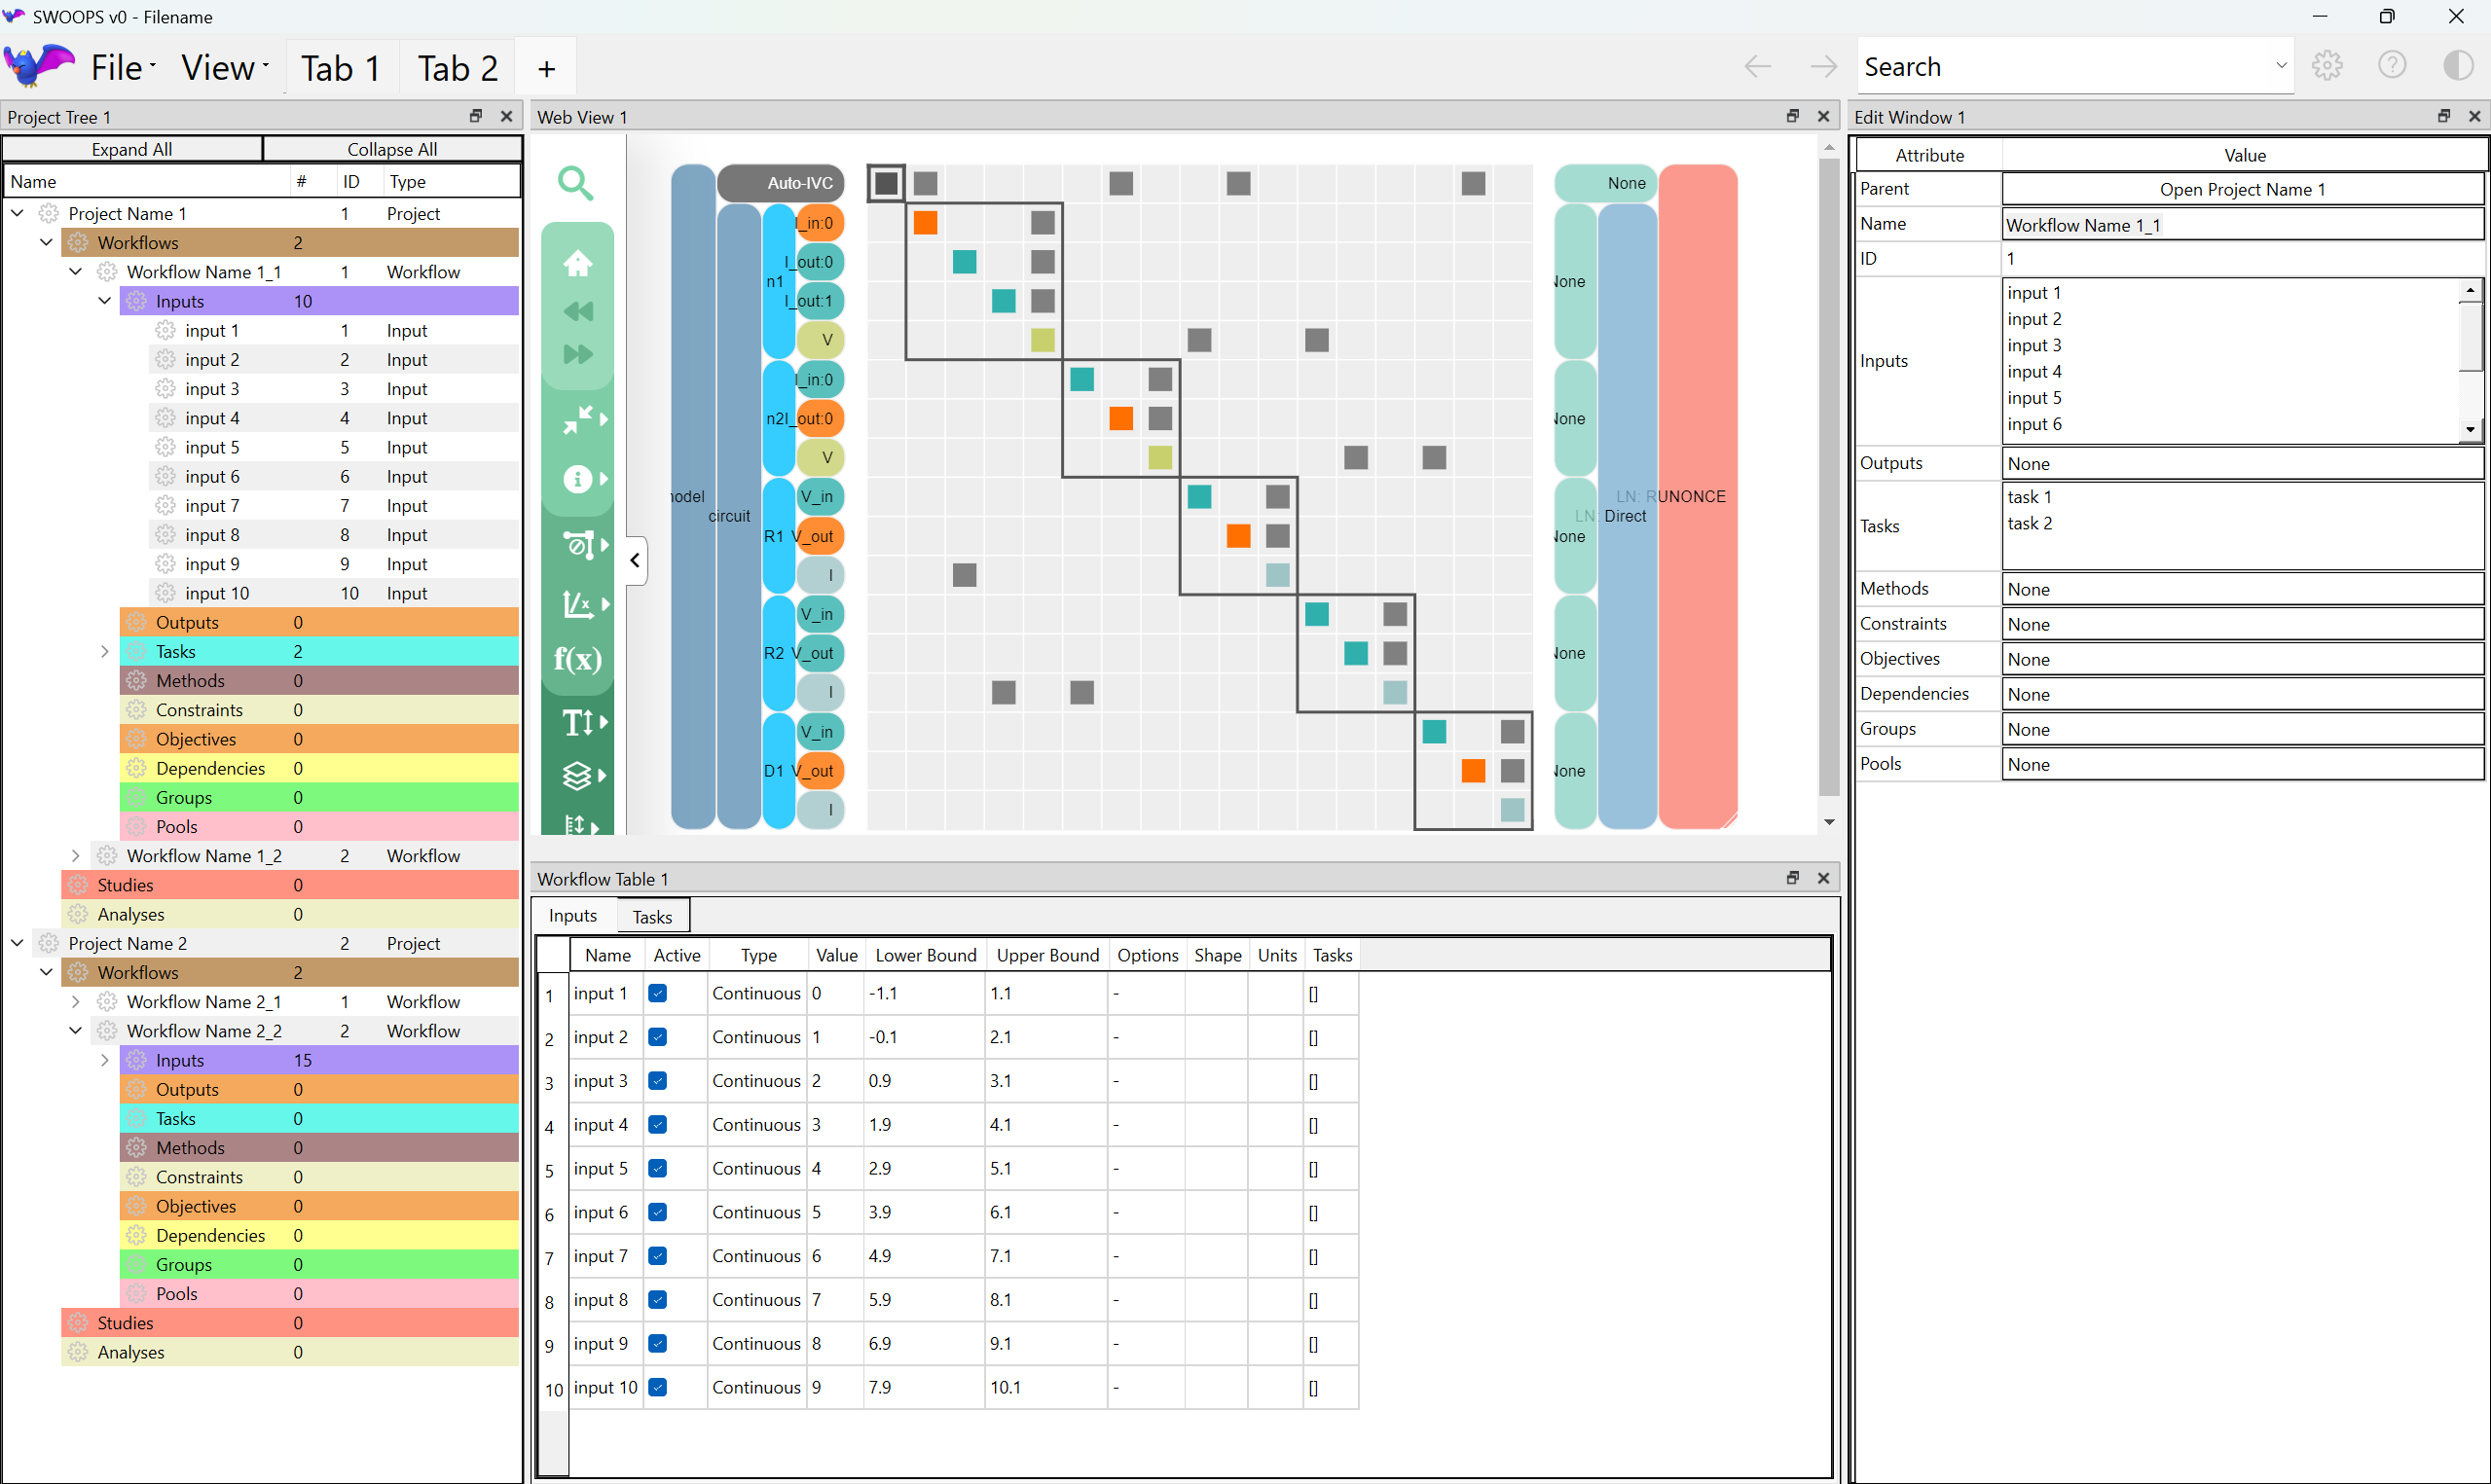 SWOOPS v0 - Filename
File View Tab 1 Tab 2 +
Search
Project Tree 1
Expand All Collapse All
Name # ID Type
Project Name 1 1 Project
Workflows 2
Workflow Name 1_1 1 Workflow
Inputs 10
input 1 1 Input
input 2 2 Input
input 3 3 Input
input 4 4 Input
input 5 5 Input
input 6 6 Input
input 7 7 Input
input 8 8 Input
input 9 9 Input
input 10 10 Input
Outputs 0
Tasks 2
Methods 0
Constraints 0
Objectives 0
Dependencies 0
Groups 0
Pools 0
Workflow Name 1_2 2 Workflow
Studies 0
Analyses 0
Project Name 2 2 Project
Workflows 2
Workflow Name 2_1 1 Workflow
Workflow Name 2_2 2 Workflow
Inputs 15
Outputs 0
Tasks 0
Methods 0
Constraints 0
Objectives 0
Dependencies 0
Groups 0
Pools 0
Studies 0
Analyses 0
Web View 1
f(x)
T
Auto-IVC
I_in:0
I_out:0
n1
I_out:1
V
I_in:0
n2 I_out:0
V
V_in
circuit
R1 V_out
I
V_in
R2 V_out
I
V_in
D1 V_out
I
None
LN: RUNONCE
LN: Direct
Workflow Table 1
Inputs Tasks
Name Active Type Value Lower Bound Upper Bound Options Shape Units Tasks
1 input 1 Continuous 0 -1.1 1.1 - []
2 input 2 Continuous 1 -0.1 2.1 - []
3 input 3 Continuous 2 0.9 3.1 - []
4 input 4 Continuous 3 1.9 4.1 - []
5 input 5 Continuous 4 2.9 5.1 - []
6 input 6 Continuous 5 3.9 6.1 - []
7 input 7 Continuous 6 4.9 7.1 - []
8 input 8 Continuous 7 5.9 8.1 - []
9 input 9 Continuous 8 6.9 9.1 - []
10 input 10 Continuous 9 7.9 10.1 - []
Edit Window 1
Attribute Value
Parent Open Project Name 1
Name Workflow Name 1_1
ID 1
Inputs
input 1
input 2
input 3
input 4
input 5
input 6
Outputs None
Tasks
task 1
task 2
Methods None
Constraints None
Objectives None
Dependencies None
Groups None
Pools None